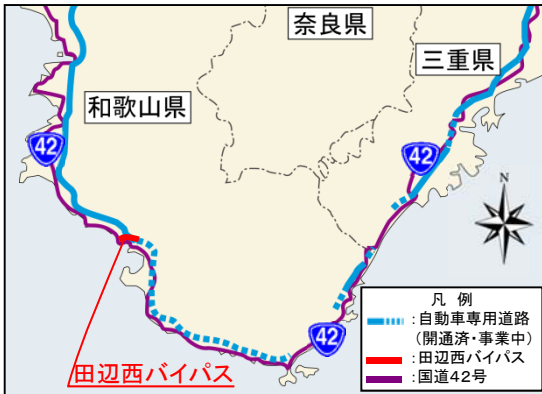 奈良県
三重県
和歌山県
42
42
N
田辺西バイパス
42
凡 例
:自動車専用道路
(開通済・事業中)
:田辺西バイパス
:国道42号